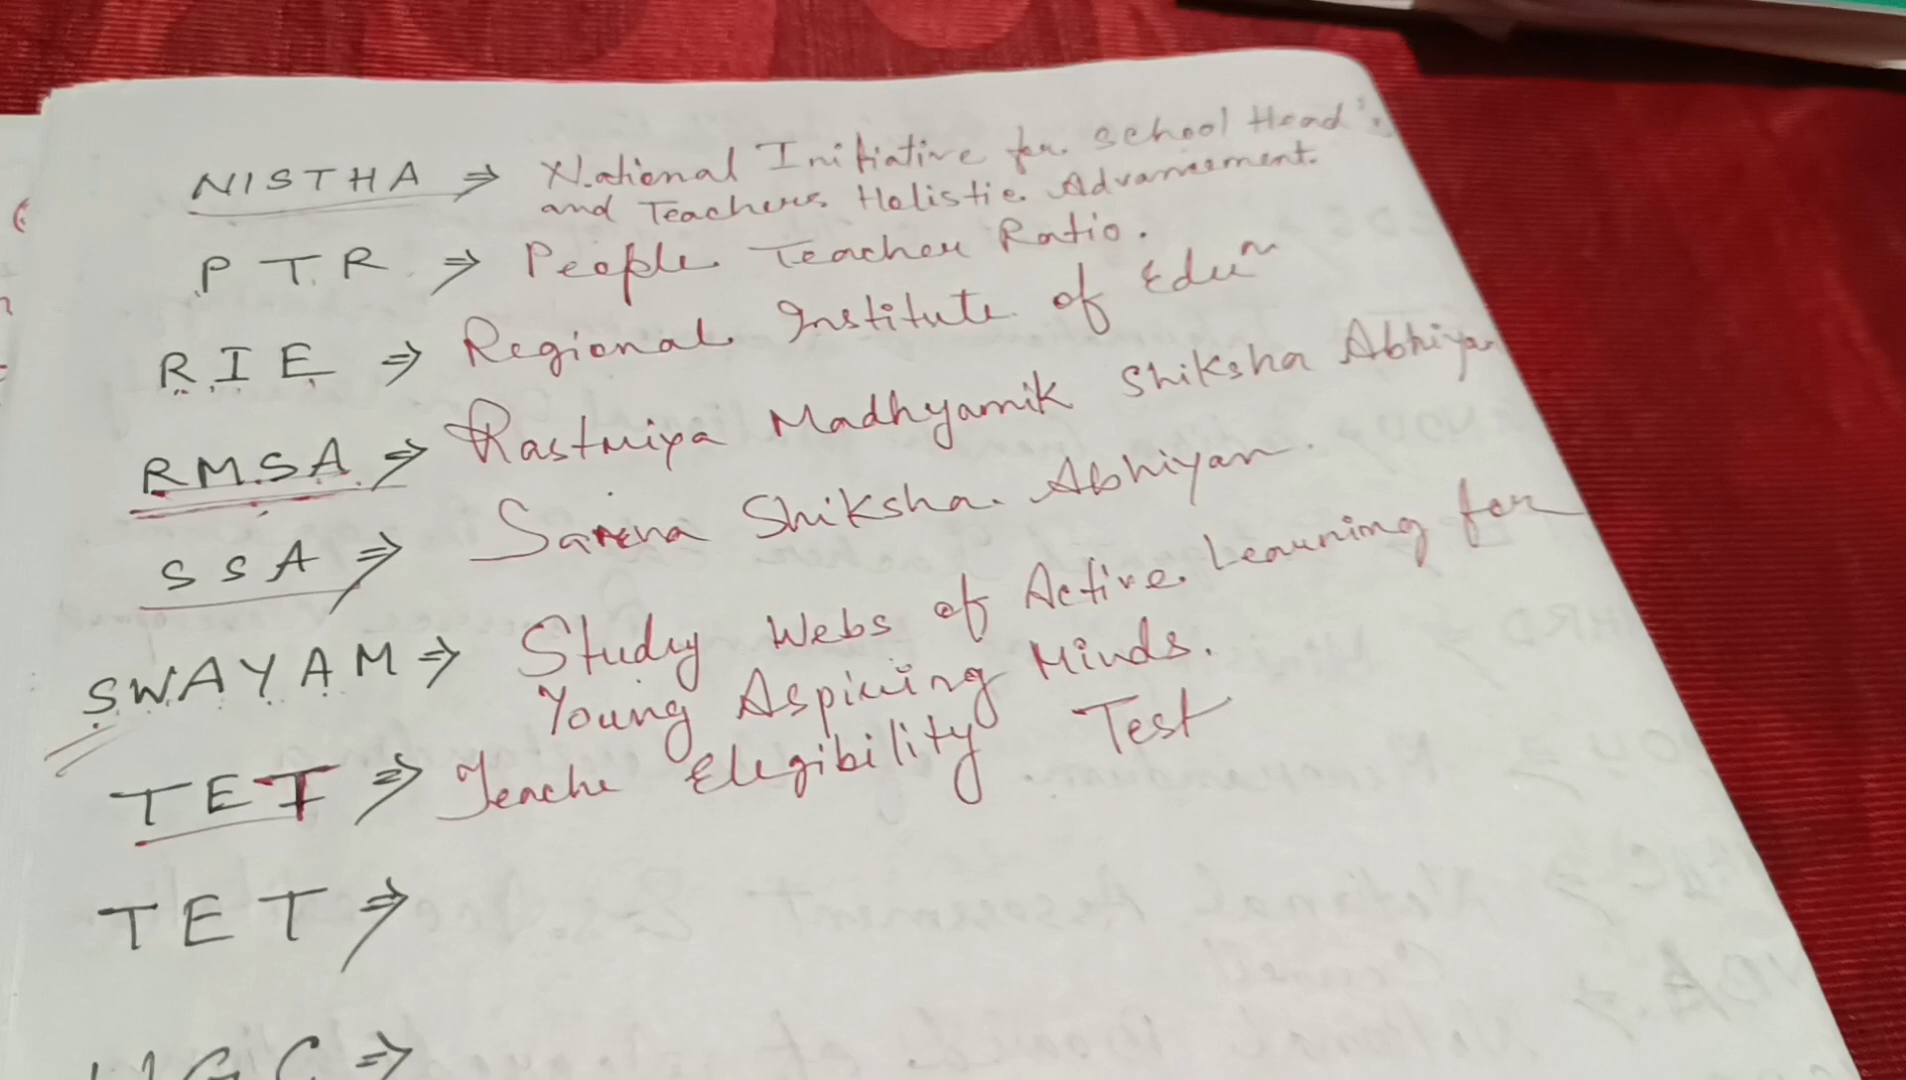 NISTHA ⇒ National Initiative for School Head's
and Teachers Holistic Advancement.
PTR ⇒ People Teacher Ratio.
RIE ⇒ Regional Institute of Edun
RMSA ⇒ Rastriya Madhyamik Shiksha Abhiyan
SSA ⇒ Sarva Shiksha Abhiyan.
SWAYAM ⇒ Study Webs of Active Learning for
Young Aspiring Minds.
TET ⇒ Teache Elegibility Test
TET ⇒
UGC ⇒